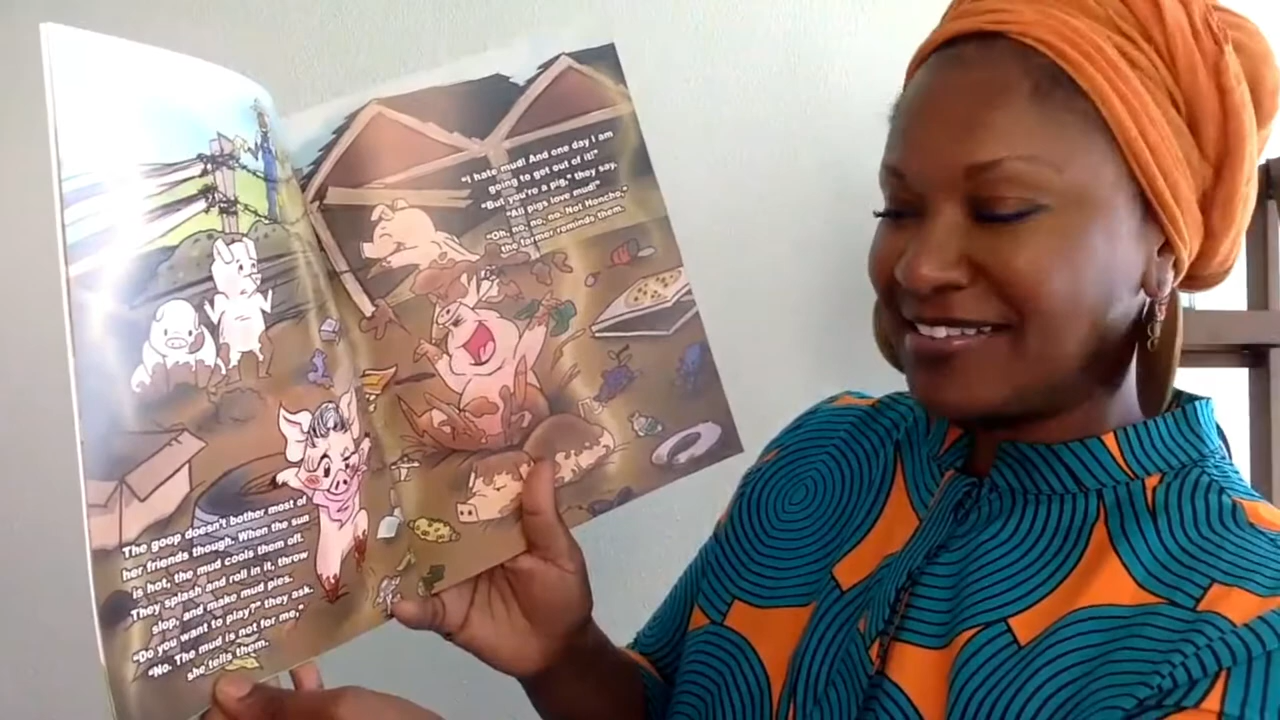 The goop doesn't bother most of
her friends though. When the sun
is hot, the mud cools them off.
They splash and roll in it, throw
slop, and make mud pies.
"Do you want to play?" they ask.
"No. The mud is not for me,"
she tells them.
"I hate mud! And one day I am
going to get out of it!"
"But you're a pig," they say.
"All pigs love mud!"
"Oh, no, no, no. Not Honcho,"
the farmer reminds them.